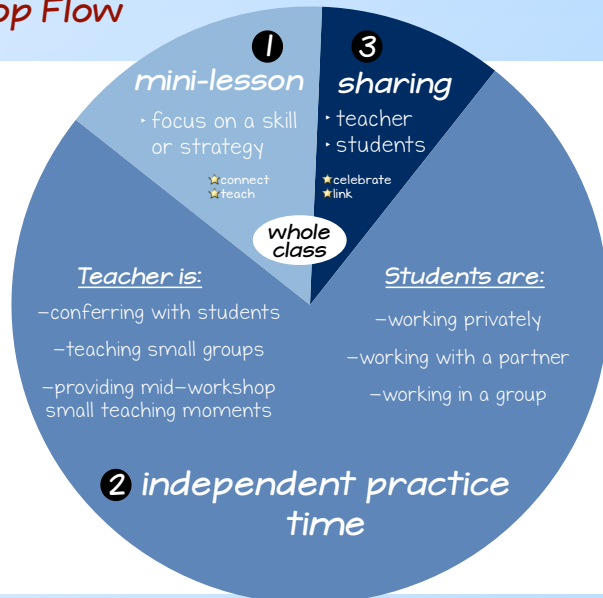 op Flow
1
mini-lesson
· focus on a skill
or strategy
connect
teach
3
sharing
· teacher
· students
celebrate
link
whole
class
Teacher is:
–conferring with students
–teaching small groups
–providing mid–workshop
small teaching moments
Students are:
–working privately
–working with a partner
–working in a group
2 independent practice
time